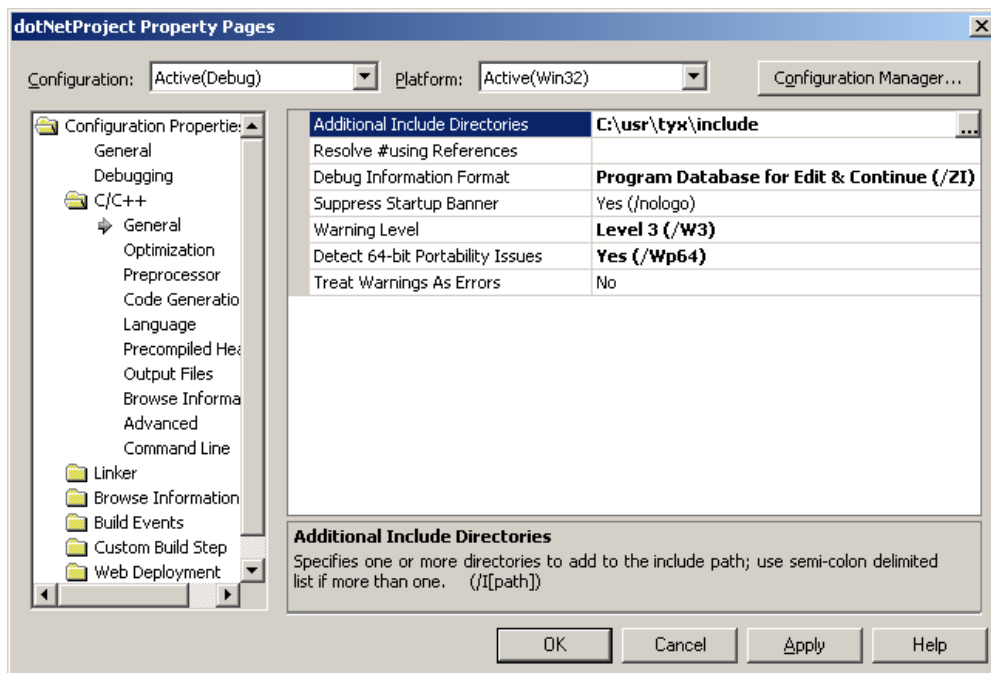 dotNetProject Property Pages
Configuration: Active(Debug) Platform: Active(Win32) Configuration Manager...
Configuration Propertie
General
Debugging
C/C++
General
Optimization
Preprocessor
Code Generatio
Language
Precompiled Hea
Output Files
Browse Informa
Advanced
Command Line
Linker
Browse Information
Build Events
Custom Build Step
Web Deployment
Additional Include Directories C:\usr\tyx\include ...
Resolve #using References
Debug Information Format Program Database for Edit & Continue (/ZI)
Suppress Startup Banner Yes (/nologo)
Warning Level Level 3 (/W3)
Detect 64-bit Portability Issues Yes (/Wp64)
Treat Warnings As Errors No
Additional Include Directories
Specifies one or more directories to add to the include path; use semi-colon delimited
list if more than one. (/I[path])
OK Cancel Apply Help